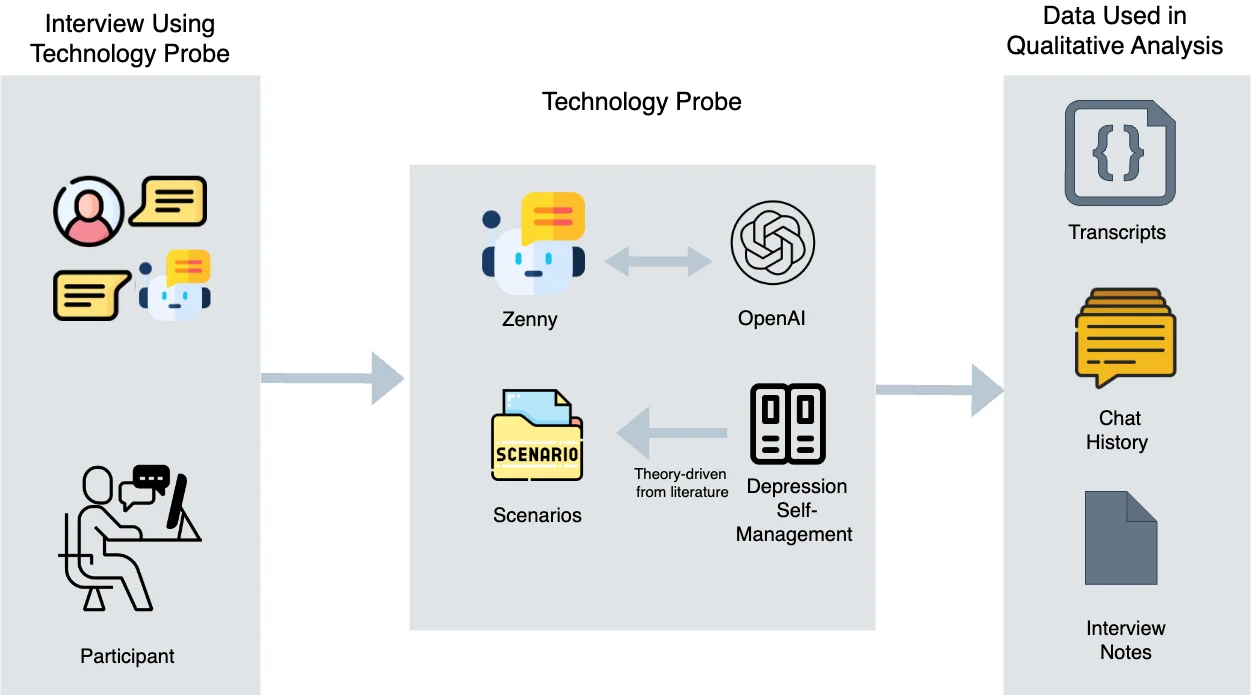 Interview Using
Technology Probe
Participant
Technology Probe
Zenny
OpenAI
SCENARIO
Scenarios
Theory-driven
from literature
Depression
Self-
Management
Data Used in
Qualitative Analysis
{}
Transcripts
Chat
History
Interview
Notes